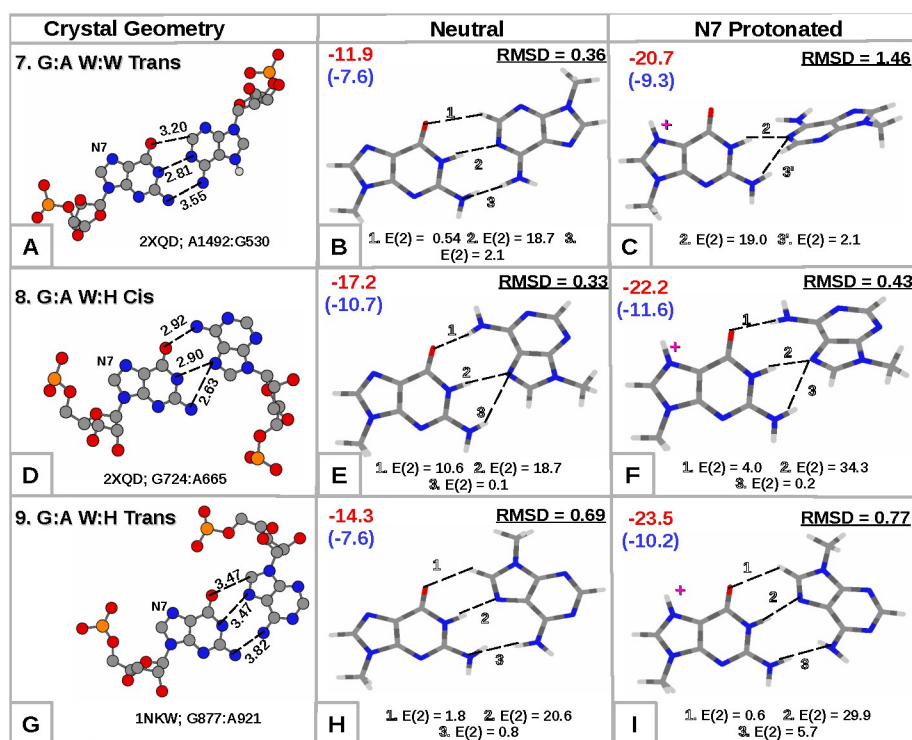 Crystal Geometry
Neutral
N7 Protonated
7. G:A W:W Trans
N7
3.20
2.81
3.55
A
2XQD; A1492:G530
-11.9
(-7.6)
RMSD = 0.36
1
2
3
B
1. E(2) = 0.54 2. E(2) = 18.7 3.
E(2) = 2.1
-20.7
(-9.3)
RMSD = 1.46
+
2
3'
C
2. E(2) = 19.0 3'. E(2) = 2.1
8. G:A W:H Cis
N7
2.92
2.90
2.63
D
2XQD; G724:A665
-17.2
(-10.7)
RMSD = 0.33
1
2
3
E
1. E(2) = 10.6 2. E(2) = 18.7
3. E(2) = 0.1
-22.2
(-11.6)
RMSD = 0.43
+
1
2
3
F
1. E(2) = 4.0 2. E(2) = 34.3
3. E(2) = 0.2
9. G:A W:H Trans
N7
3.47
3.47
3.82
G
1NKW; G877:A921
-14.3
(-7.6)
RMSD = 0.69
1
2
3
H
1. E(2) = 1.8 2. E(2) = 20.6
3. E(2) = 0.8
-23.5
(-10.2)
RMSD = 0.77
+
1
2
3
I
1. E(2) = 0.6 2. E(2) = 29.9
3. E(2) = 5.7